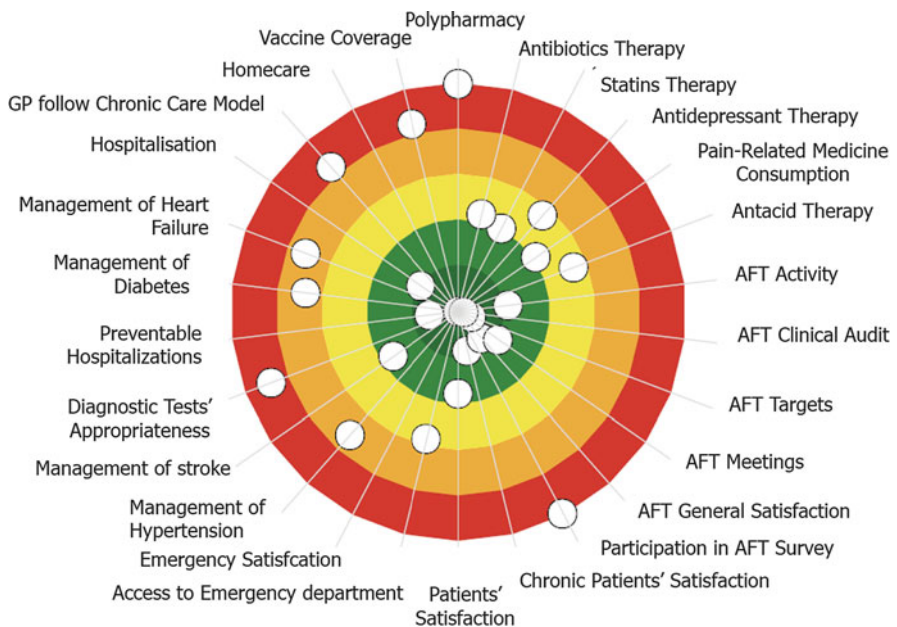 Polypharmacy
Antibiotics Therapy
Statins Therapy
Antidepressant Therapy
Pain-Related Medicine
Consumption
Antacid Therapy
AFT Activity
AFT Clinical Audit
AFT Targets
AFT Meetings
AFT General Satisfaction
Participation in AFT Survey
Chronic Patients' Satisfaction
Patients'
Satisfaction
Access to Emergency department
Emergency Satisfcation
Management of
Hypertension
Management of stroke
Diagnostic Tests'
Appropriateness
Preventable
Hospitalizations
Management of
Diabetes
Management of Heart
Failure
Hospitalisation
GP follow Chronic Care Model
Homecare
Vaccine Coverage